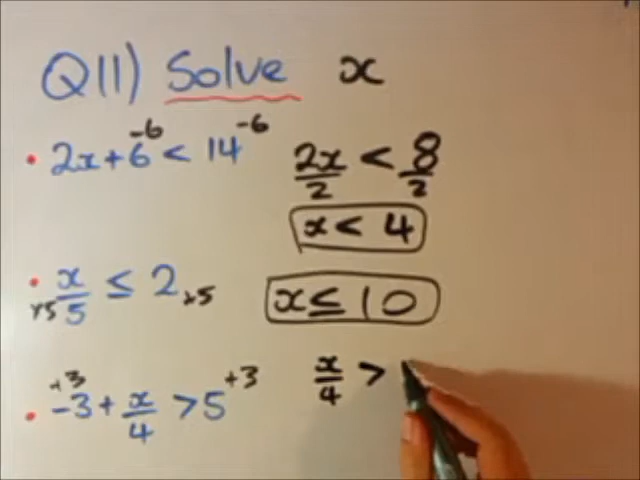 Q11) Solve x
2x + 6 -6 < 14 -6
2x/2 < 8/2
x < 4
x/5 ×5 ≤ 2 ×5
x ≤ 10
-3 +3 + x/4 > 5 +3
x/4 >